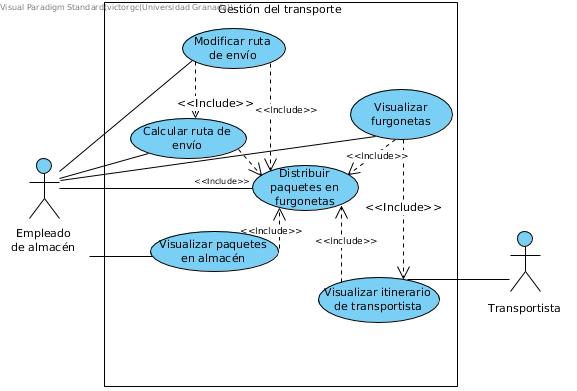 Visual Paradigm Standard(victorgc(Universidad Granada))
Gestión del transporte
Modificar ruta
de envío
<<Include>>
<<Include>>
Visualizar
furgonetas
Calcular ruta de
envío
<<Include>>
Distribuir
paquetes en
furgonetas
<<Include>>
<<Include>>
Empleado
de almacén
<<Include>>
Visualizar paquetes
en almacén
<<Include>>
Visualizar itinerario
de transportista
Transportista